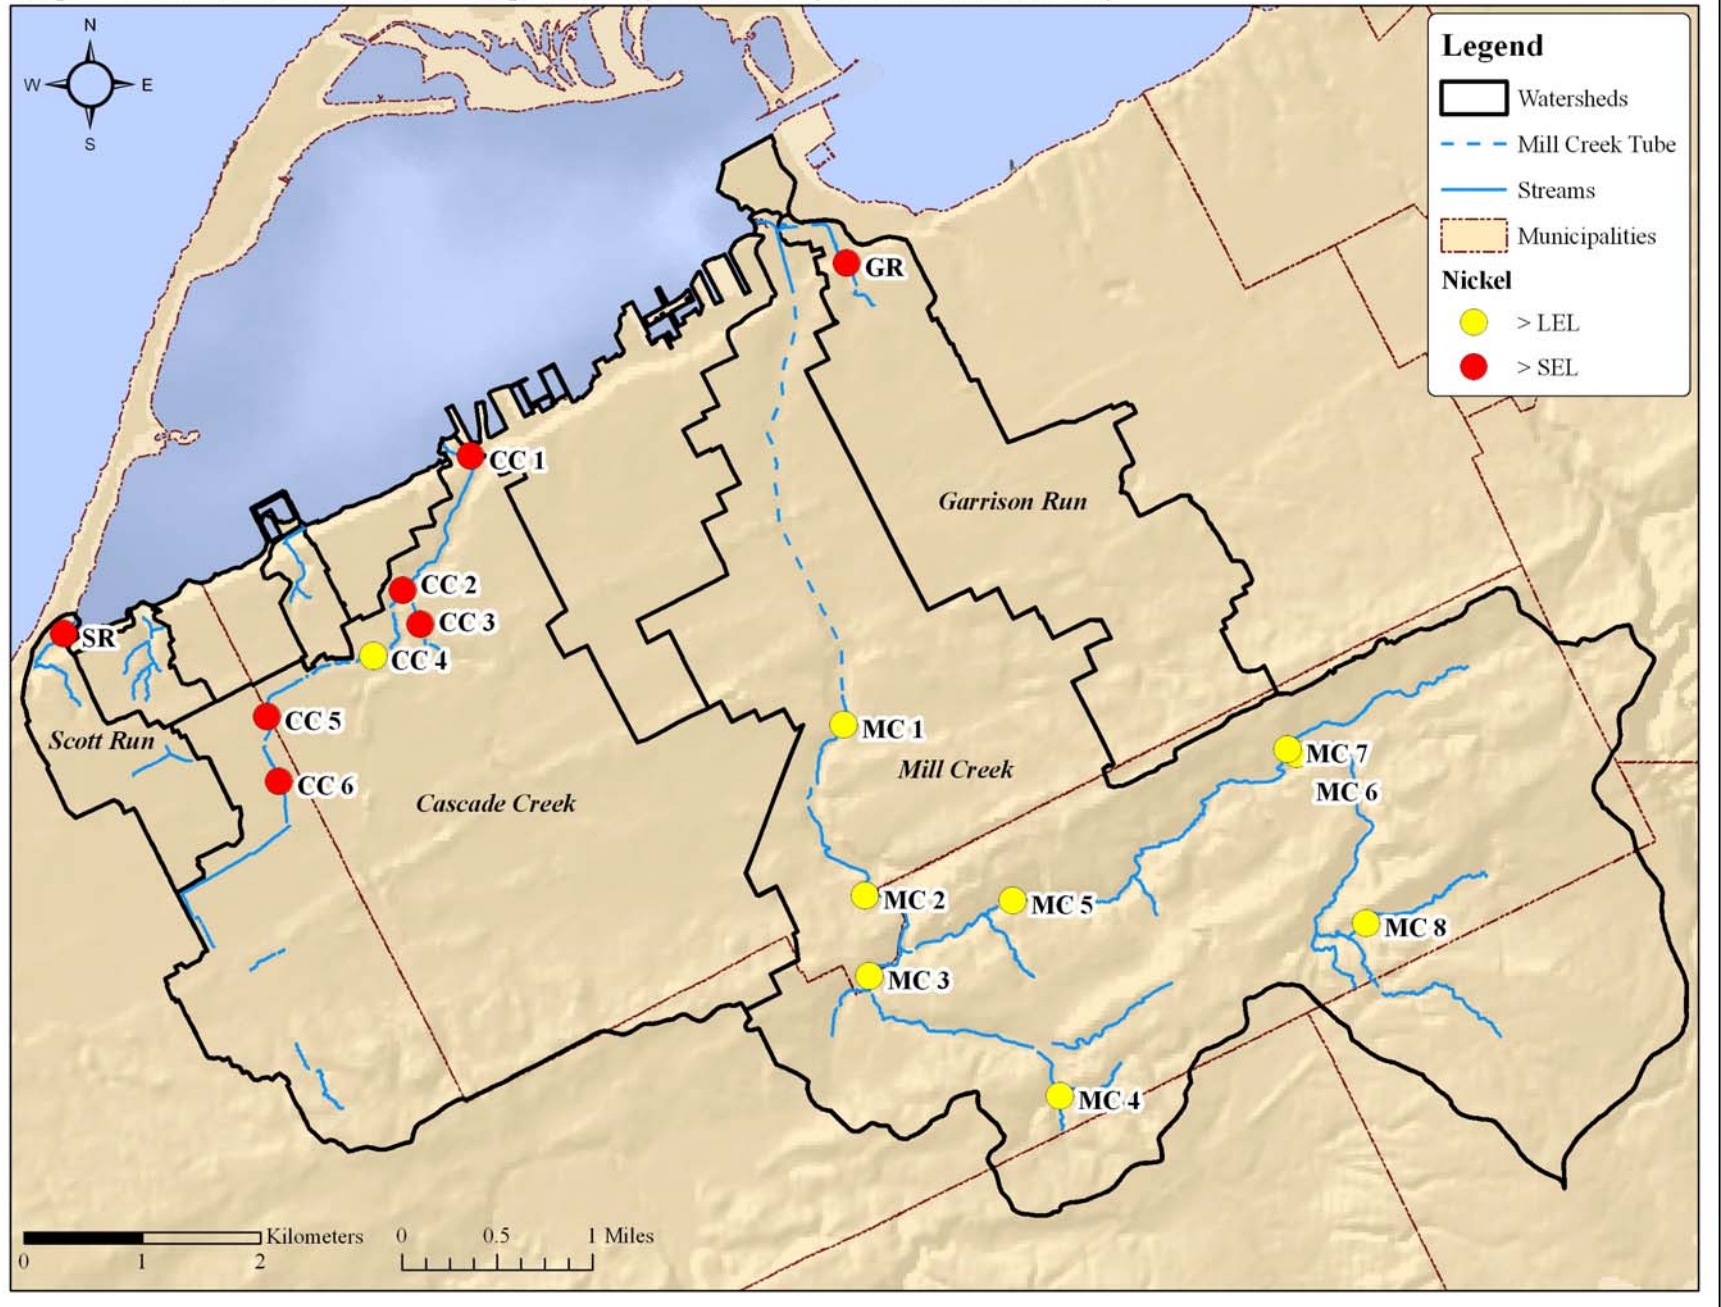 N
W E
S
Legend
Watersheds
Mill Creek Tube
Streams
Municipalities
Nickel
> LEL
> SEL
GR
CC 1
Garrison Run
CC 2
CC 3
SR
CC 4
CC 5
MC 1
Scott Run
MC 7
Mill Creek
CC 6
MC 6
Cascade Creek
MC 2
MC 5
MC 8
MC 3
MC 4
Kilometers
0 1 2
0 0.5 1 Miles